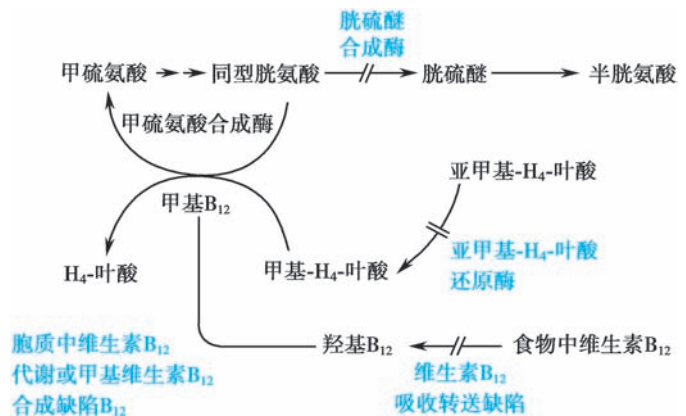 胱硫醚
合成酶
甲硫氨酸 同型胱氨酸 胱硫醚 半胱氨酸
甲硫氨酸合成酶
亚甲基-H₄-叶酸
甲基B₁₂
H₄-叶酸 甲基-H₄-叶酸
亚甲基-H₄-叶酸
还原酶
胞质中维生素B₁₂
代谢或甲基维生素B₁₂
合成缺陷B₁₂
羟基B₁₂ 食物中维生素B₁₂
维生素B₁₂
吸收转送缺陷